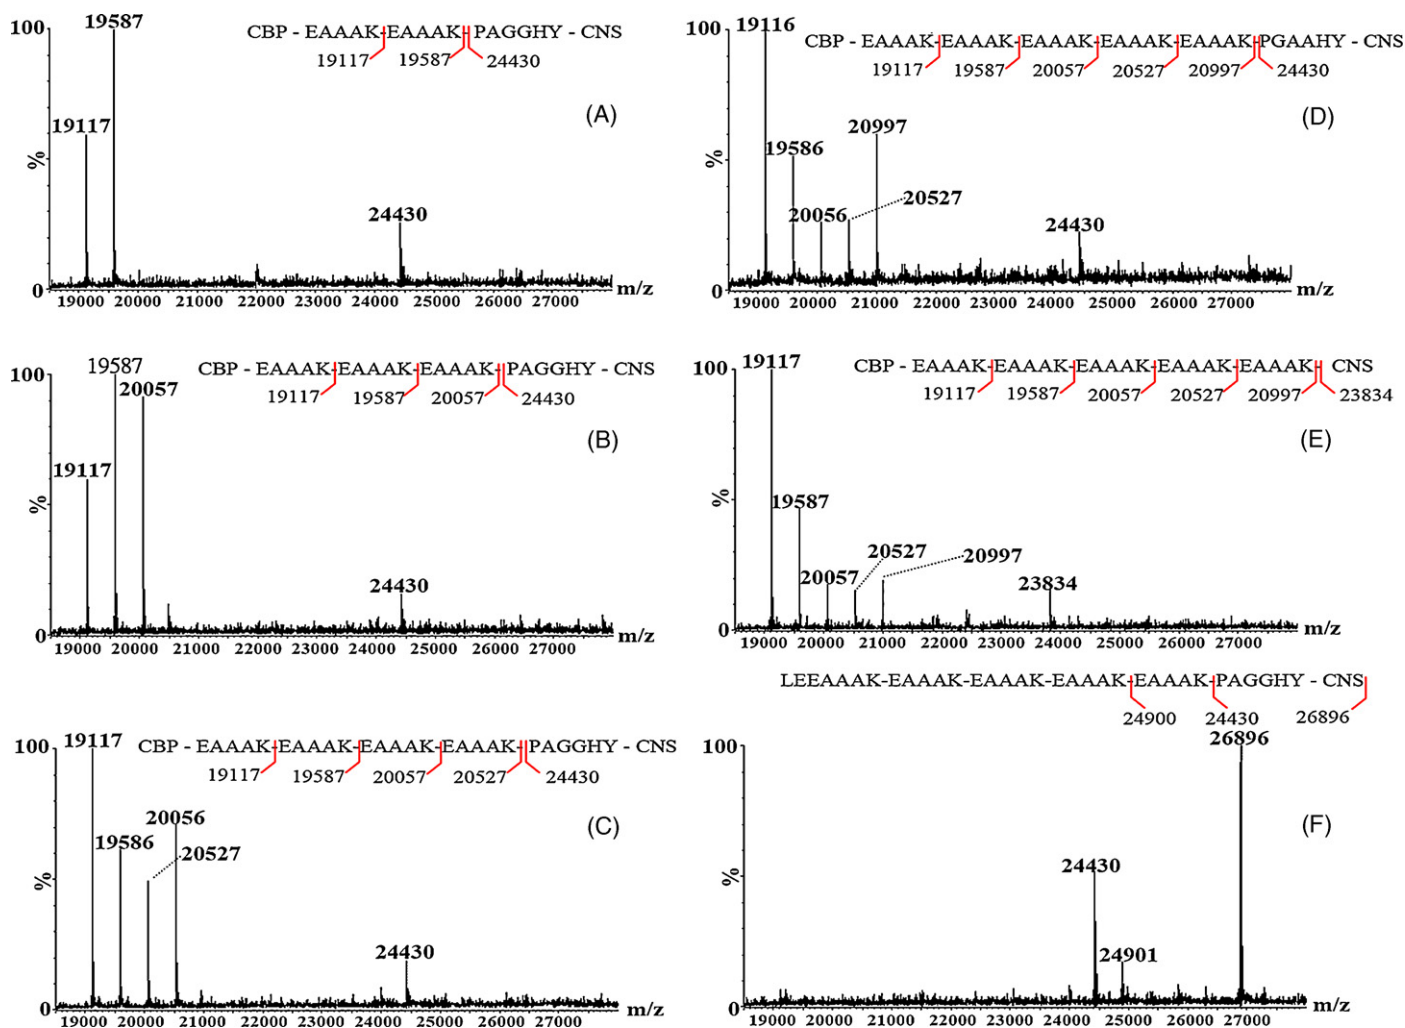 100
19587
CBP - EAAAK-EAAAK-PAGGHY - CNS
19117 19587 24430
(A)
19117
%
24430
0
19000 20000 21000 22000 23000 24000 25000 26000 27000 m/z
19587
CBP - EAAAK-EAAAK-EAAAK-PAGGHY - CNS
100
20057
19117 19587 20057 24430
(B)
19117
%
24430
0
19000 20000 21000 22000 23000 24000 25000 26000 27000 m/z
19117
100
CBP - EAAAK-EAAAK-EAAAK-EAAAK-PAGGHY - CNS
19117 19587 20057 20527 24430
20056
(C)
19586
20527
%
24430
0
19000 20000 21000 22000 23000 24000 25000 26000 27000 m/z
19116
100
CBP - EAAAK-EAAAK-EAAAK-EAAAK-EAAAK-PGAAHY - CNS
19117 19587 20057 20527 20997 24430
(D)
20997
19586
%
20527
20056
24430
0
19000 20000 21000 22000 23000 24000 25000 26000 27000 m/z
19117
100
CBP - EAAAK-EAAAK-EAAAK-EAAAK-EAAAK- CNS
19117 19587 20057 20527 20997 23834
(E)
19587
%
20527
20997
20057
23834
0
19000 20000 21000 22000 23000 24000 25000 26000 27000 m/z
LEEAAAK-EAAAK-EAAAK-EAAAK-EAAAK-PAGGHY - CNS
24900 24430 26896
26896
100
(F)
24430
%
24901
0
19000 20000 21000 22000 23000 24000 25000 26000 27000 m/z